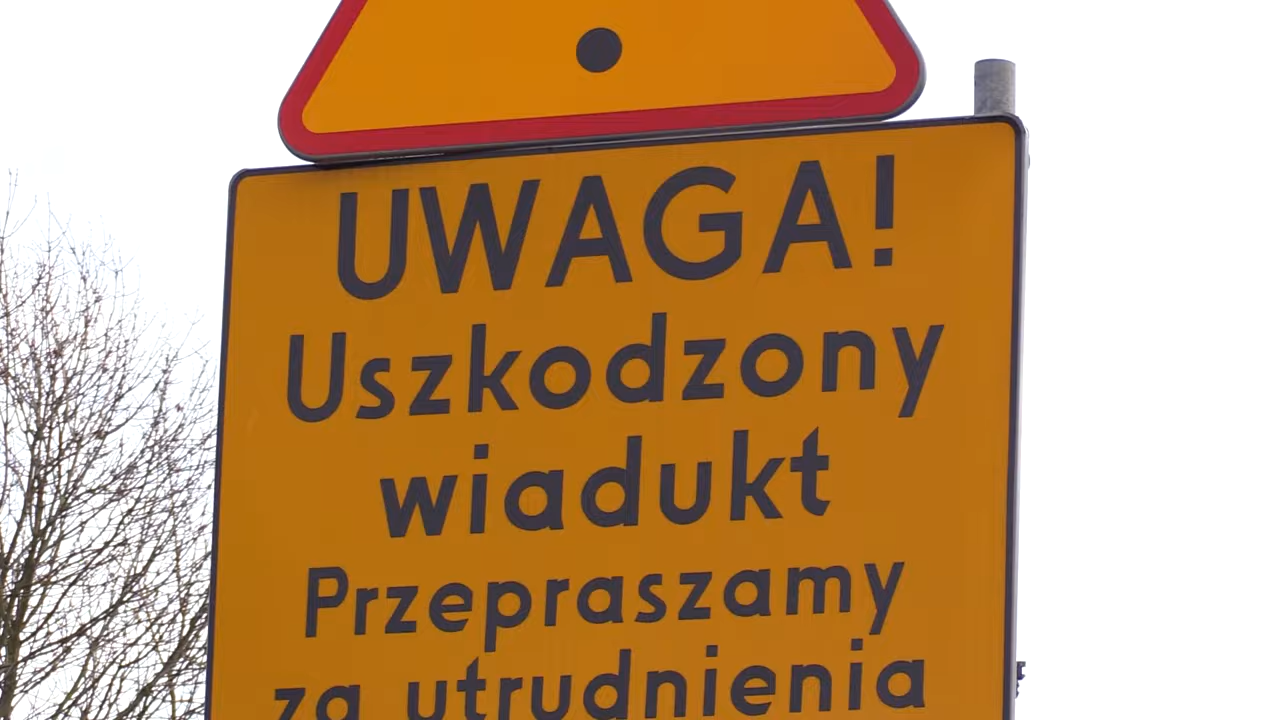 UWAGA!
Uszkodzony
wiadukt
Przepraszamy
za utrudnienia